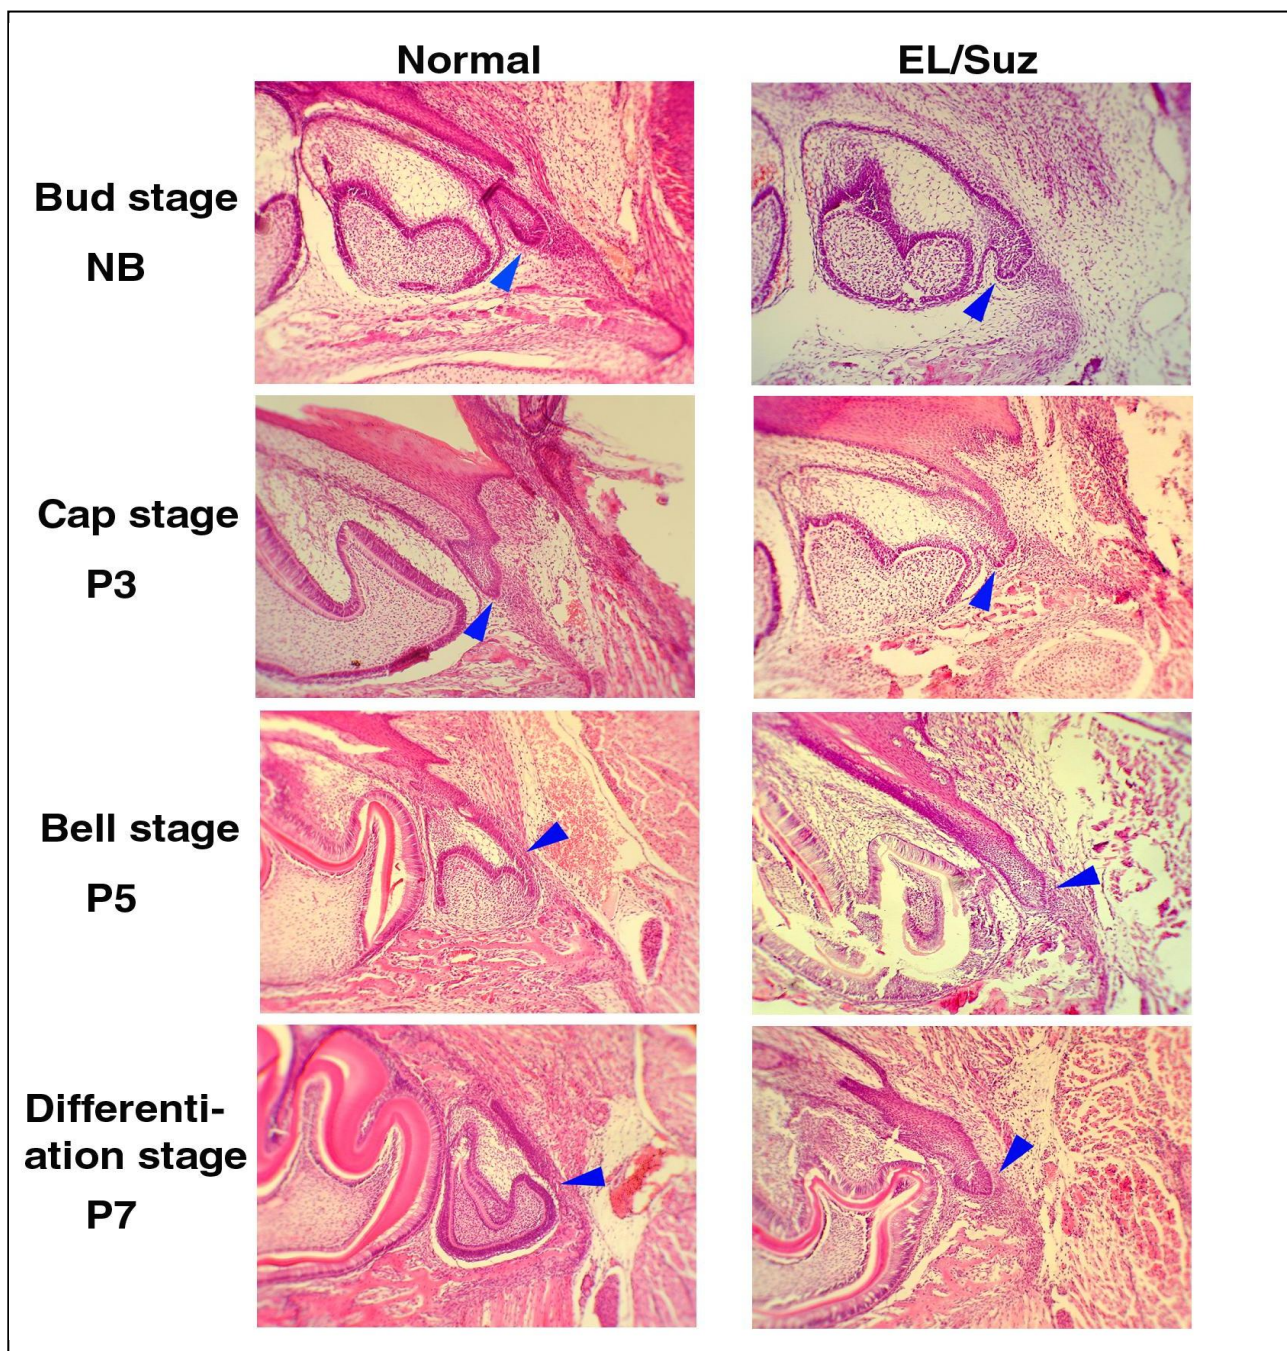 Normal
EL/Suz
Bud stage
NB
Cap stage
P3
Bell stage
P5
Differenti-
ation stage
P7